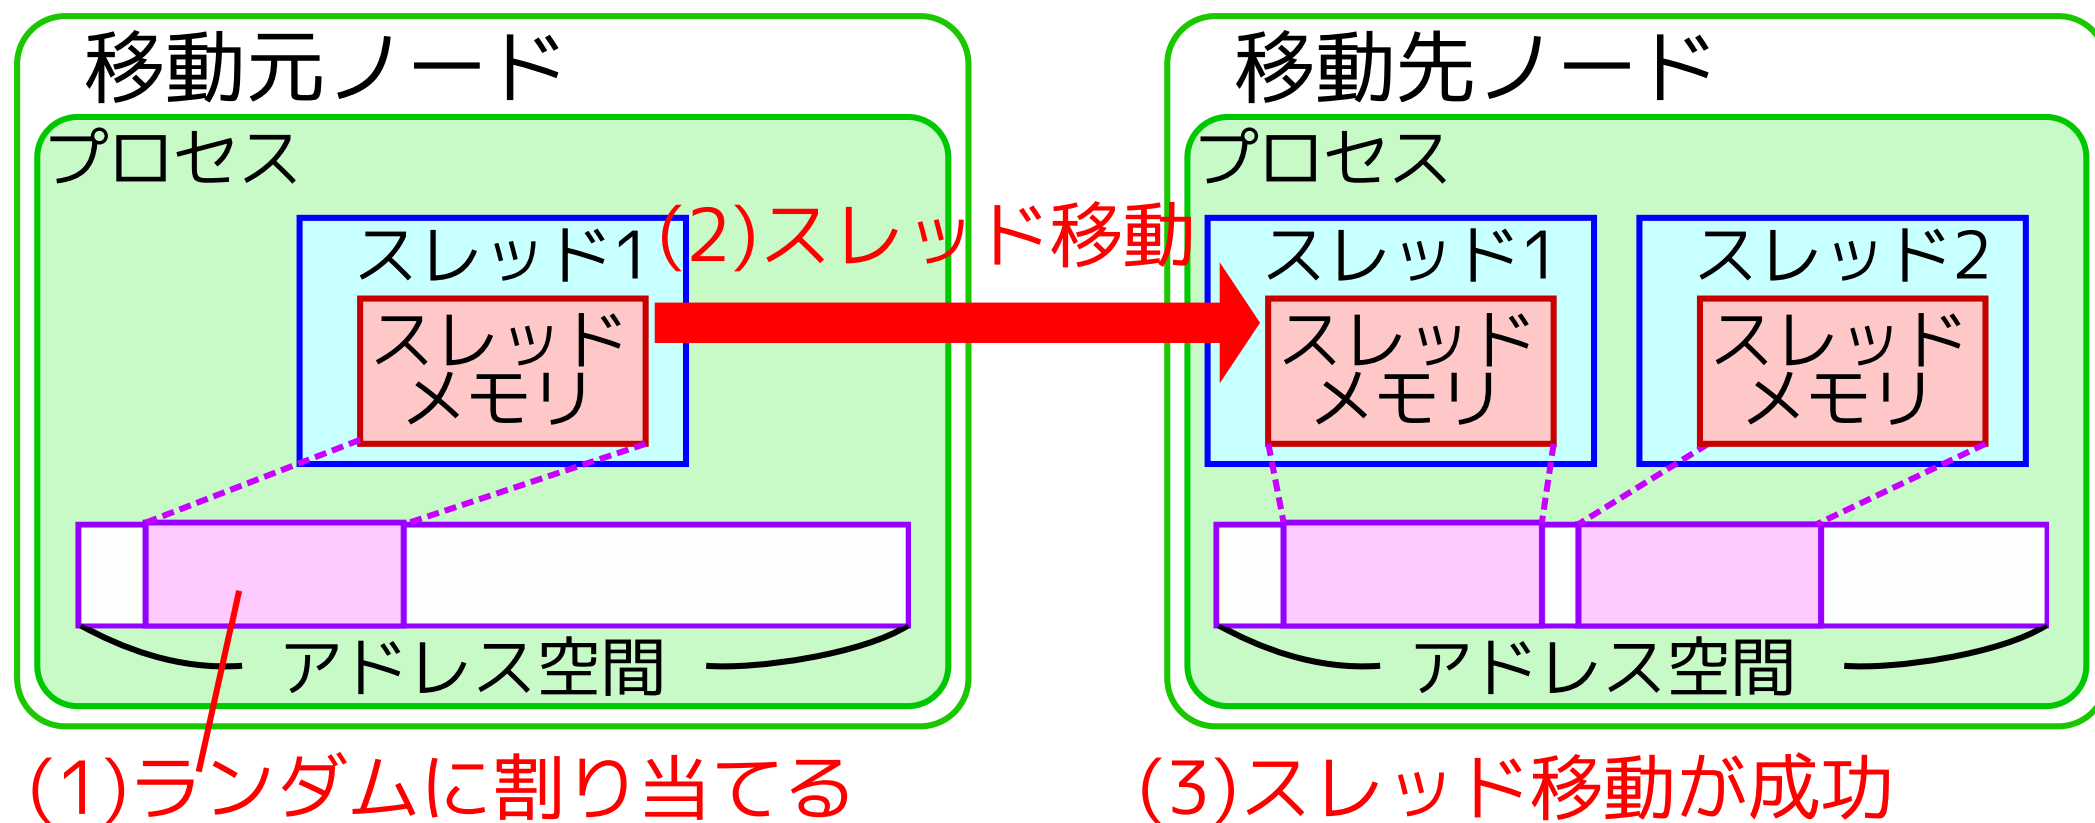 移動元ノード
プロセス
スレッド1
スレッド
メモリ
アドレス空間
(1)ランダムに割り当てる
(2)スレッド移動
移動先ノード
プロセス
スレッド1
スレッド
メモリ
スレッド2
スレッド
メモリ
アドレス空間
(3)スレッド移動が成功